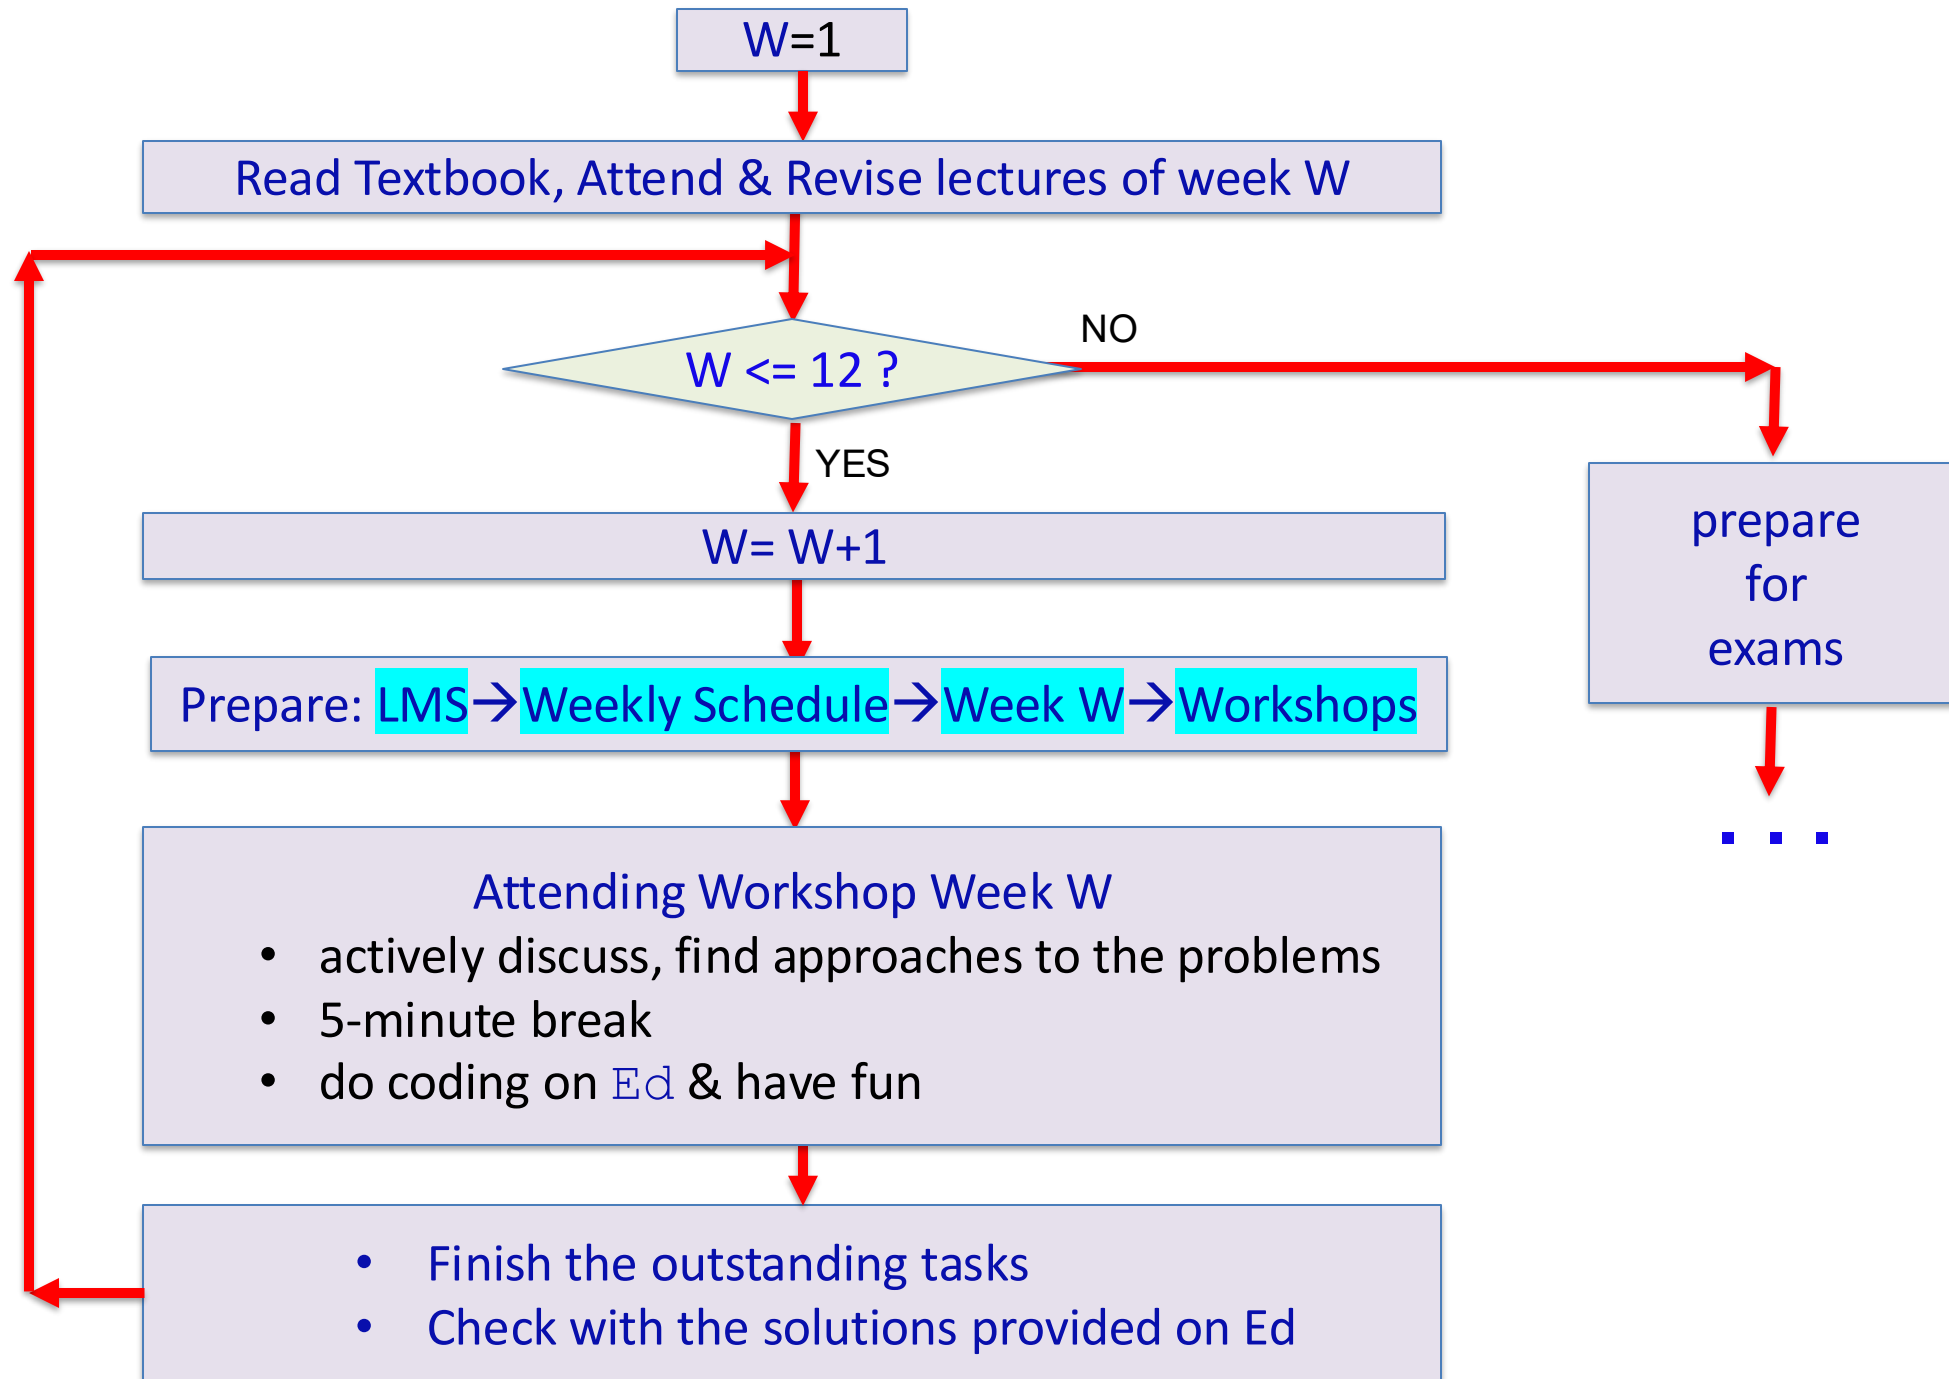 W=1
Read Textbook, Attend & Revise lectures of week W
NO
W <= 12 ?
YES
W= W+1
prepare
for
exams
Prepare: LMS→Weekly Schedule→Week W→Workshops
. . .
Attending Workshop Week W
• actively discuss, find approaches to the problems
• 5-minute break
• do coding on Ed & have fun
• Finish the outstanding tasks
• Check with the solutions provided on Ed